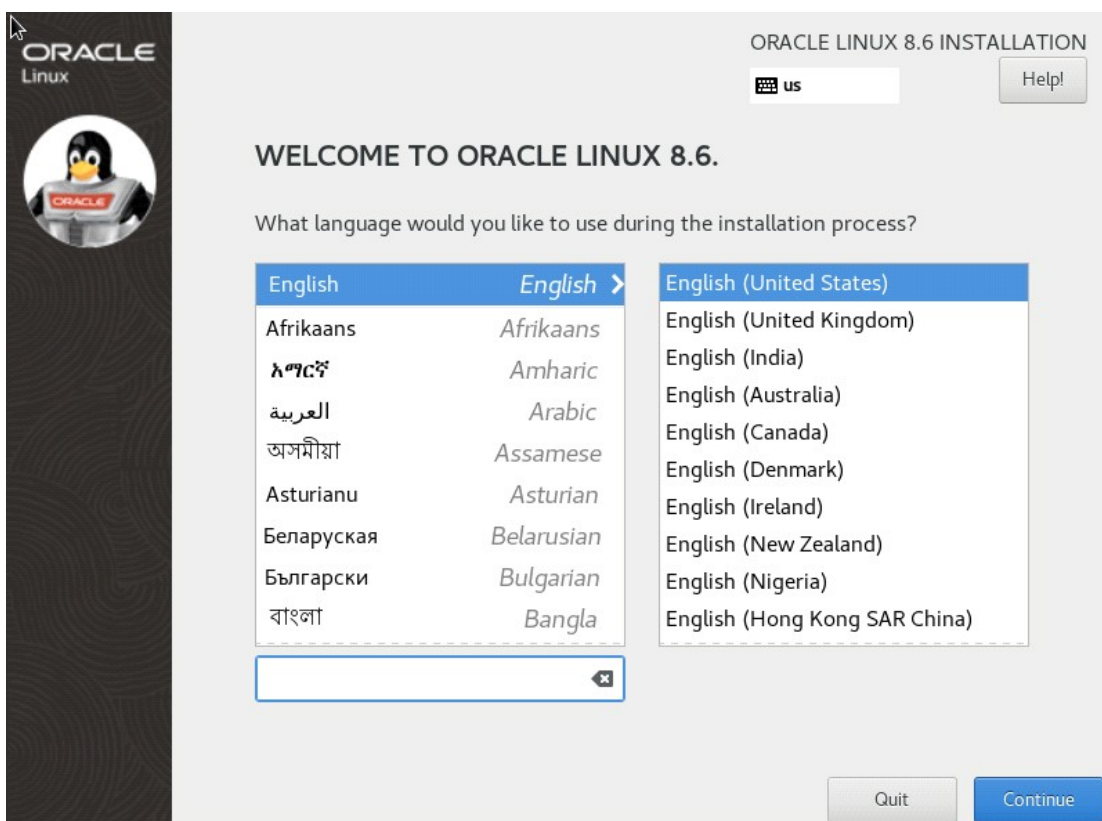 ORACLE
Linux
ORACLE
ORACLE LINUX 8.6 INSTALLATION
us
Help!
WELCOME TO ORACLE LINUX 8.6.
What language would you like to use during the installation process?
English English
Afrikaans Afrikaans
አማርኛ Amharic
العربية Arabic
অসমীয়া Assamese
Asturianu Asturian
Беларуская Belarusian
Български Bulgarian
বাংলা Bangla
English (United States)
English (United Kingdom)
English (India)
English (Australia)
English (Canada)
English (Denmark)
English (Ireland)
English (New Zealand)
English (Nigeria)
English (Hong Kong SAR China)
Quit
Continue